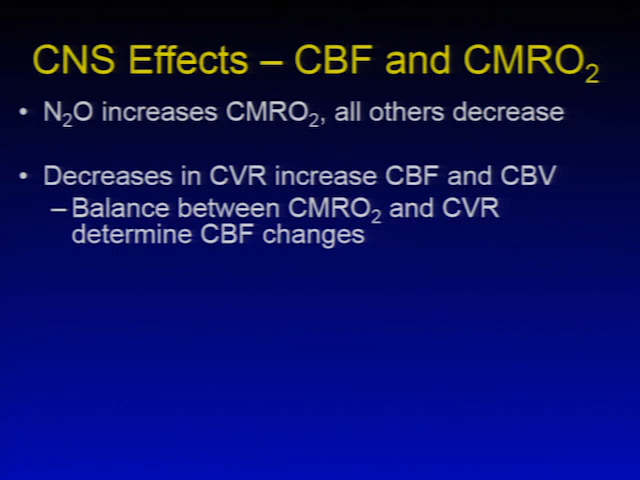 CNS Effects – CBF and CMRO₂
• N₂O increases CMRO₂, all others decrease
• Decreases in CVR increase CBF and CBV
– Balance between CMRO₂ and CVR
determine CBF changes